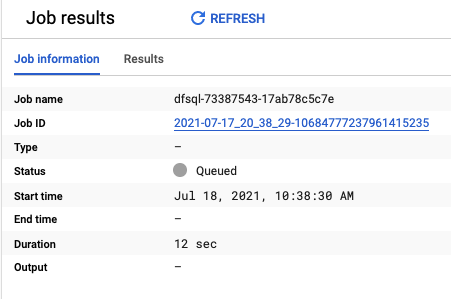 Job results REFRESH
Job information Results
Job name dfsql-73387543-17ab78c5c7e
Job ID 2021-07-17_20_38_29-10684777237961415235
Type –
Status Queued
Start time Jul 18, 2021, 10:38:30 AM
End time –
Duration 12 sec
Output –